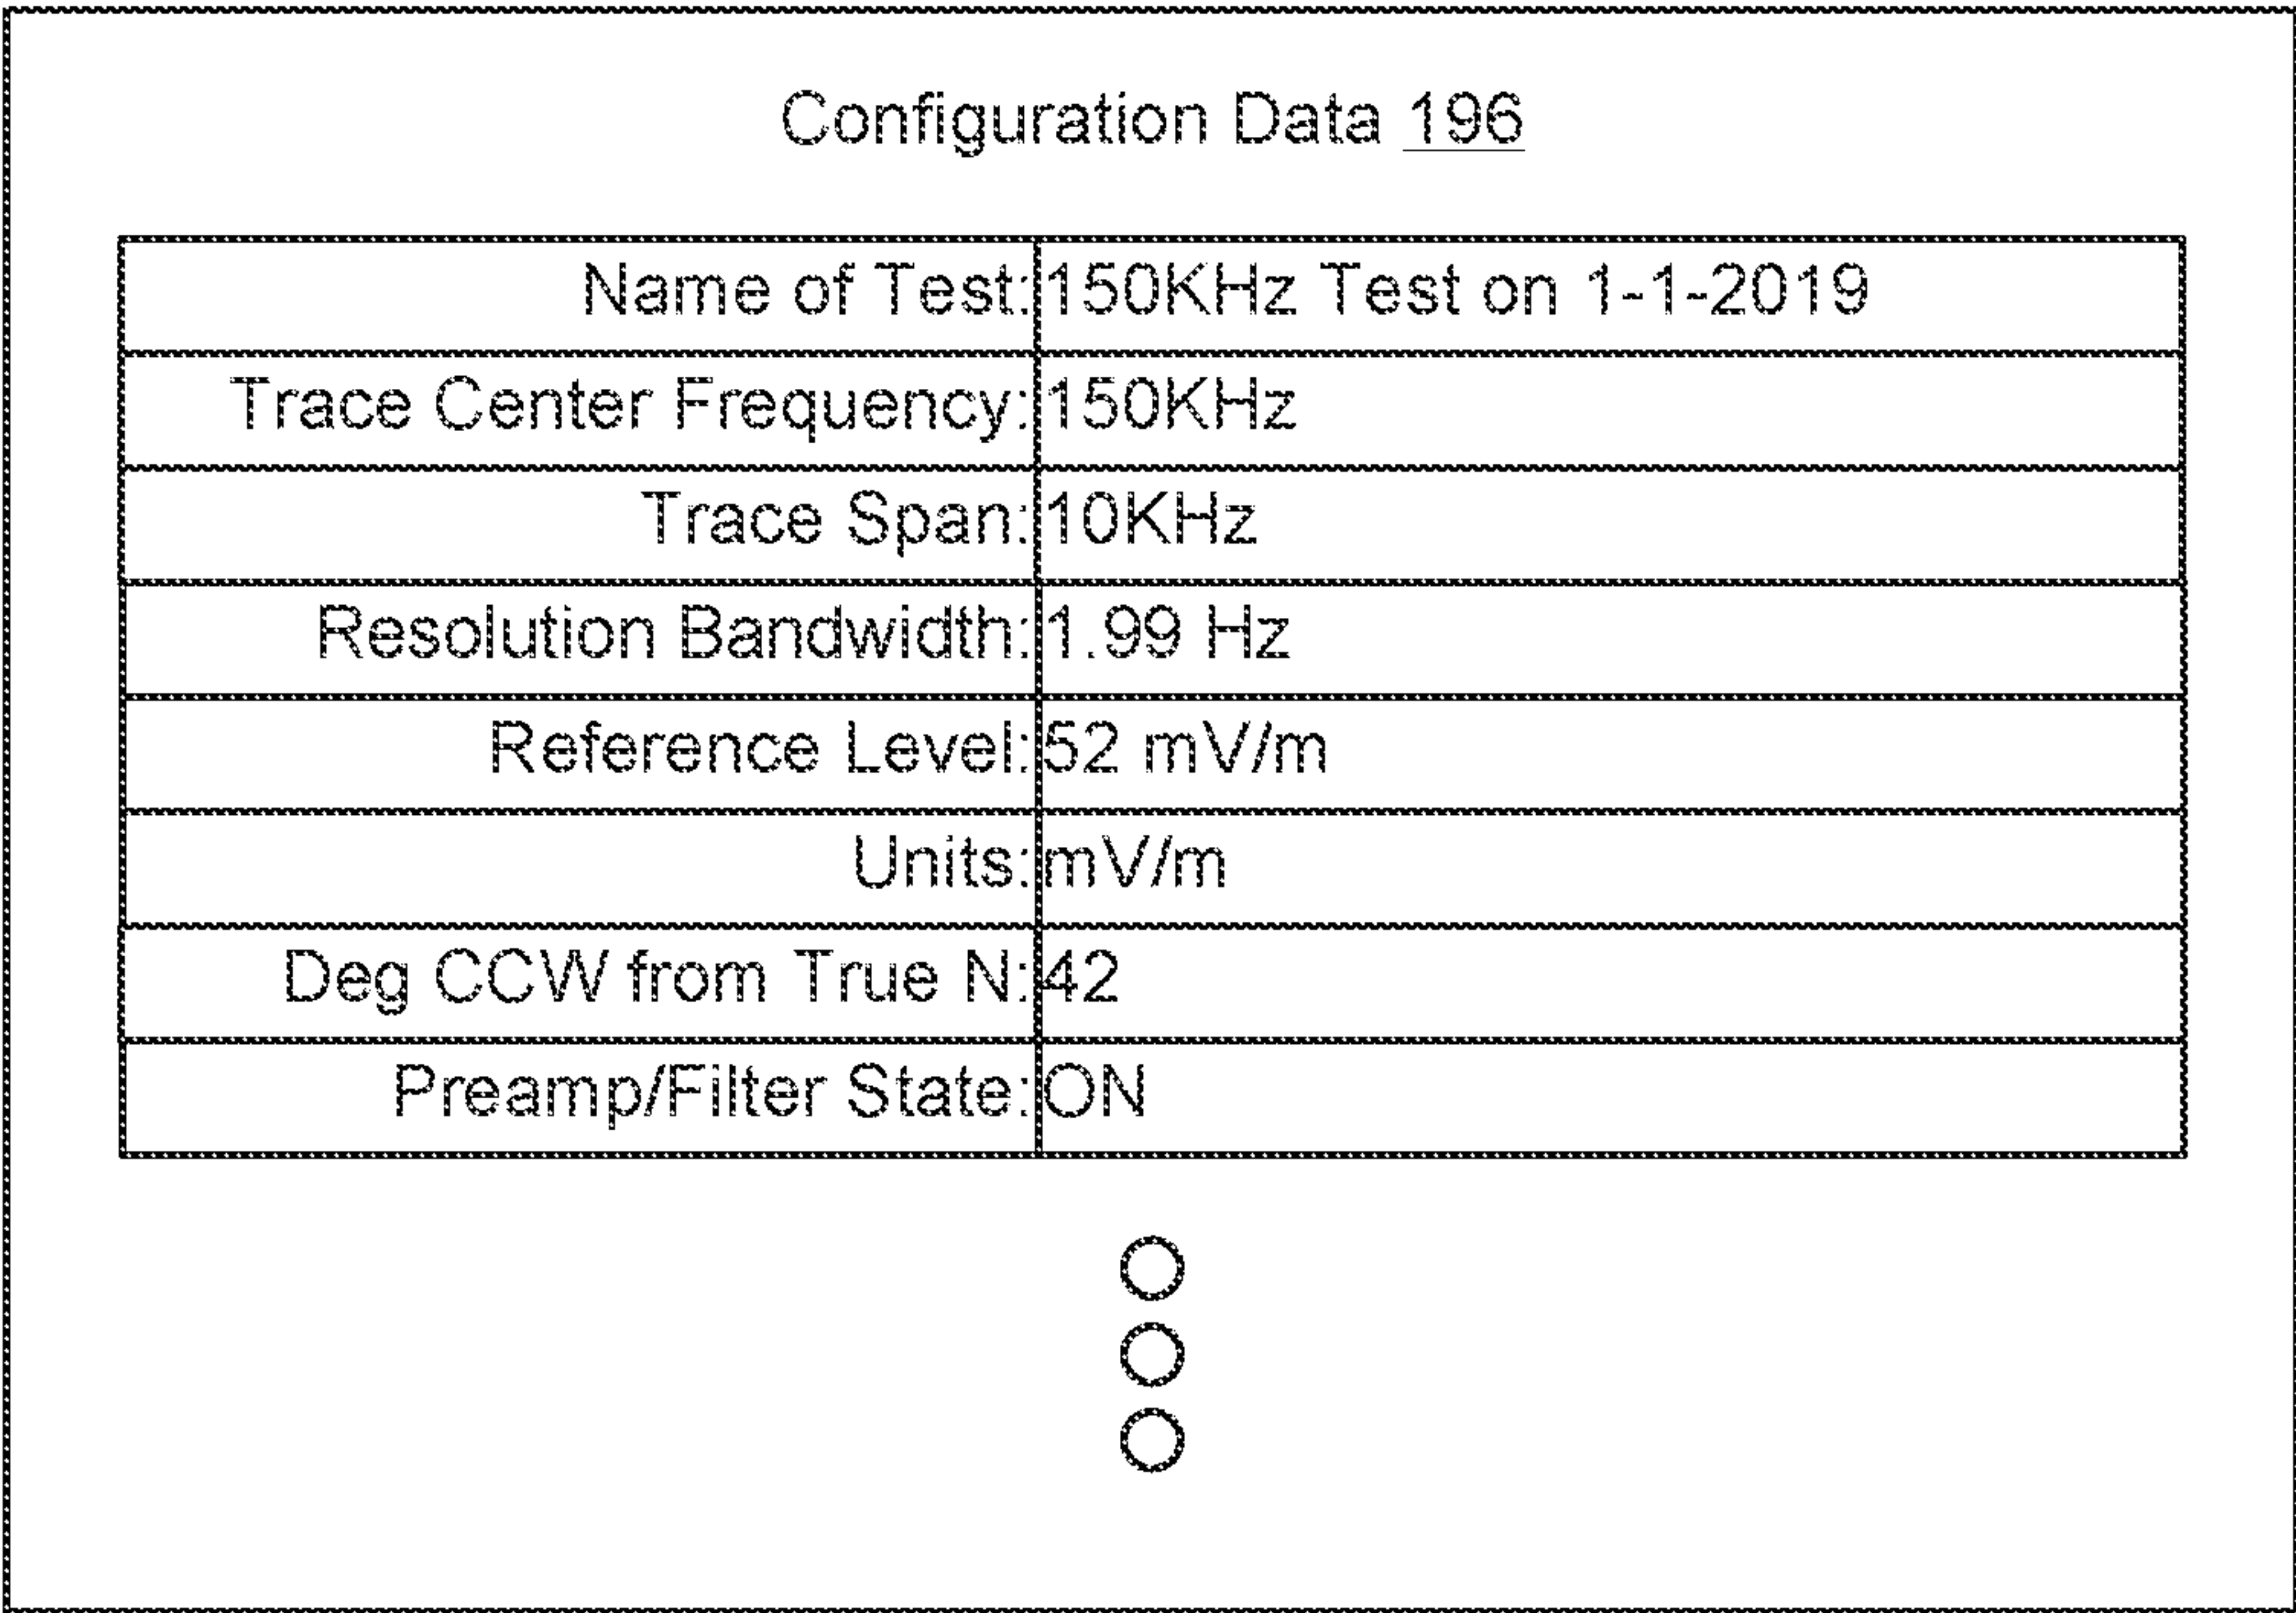 Configuration Data 196
Name of Test: 150KHz Test on 1-1-2019
Trace Center Frequency: 150KHz
Trace Span: 10KHz
Resolution Bandwidth: 1.99 Hz
Reference Level: 52 mV/m
Units: mV/m
Deg CCW from True N: 42
Preamp/Filter State: ON